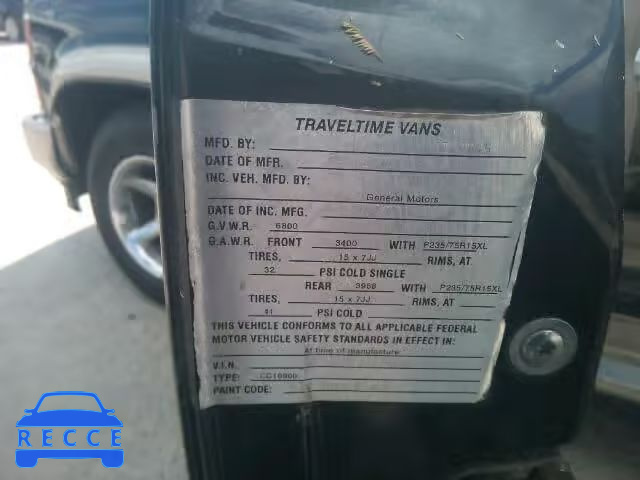 TRAVELTIME VANS
MFD. BY:
DATE OF MFR.
INC. VEH. MFD. BY:
General Motors
DATE OF INC. MFG.
G.V.W.R. 6800
G.A.W.R. FRONT 3400 WITH P235/75R15XL
TIRES, 15 x 7JJ RIMS, AT
32 PSI COLD SINGLE
REAR 3958 WITH P235/75R15XL
TIRES, 15 x 7JJ RIMS, AT
41 PSI COLD
THIS VEHICLE CONFORMS TO ALL APPLICABLE FEDERAL
MOTOR VEHICLE SAFETY STANDARDS IN EFFECT IN:
At time of manufacture
V.I.N.
TYPE: CC10906
PAINT CODE:
RECCE